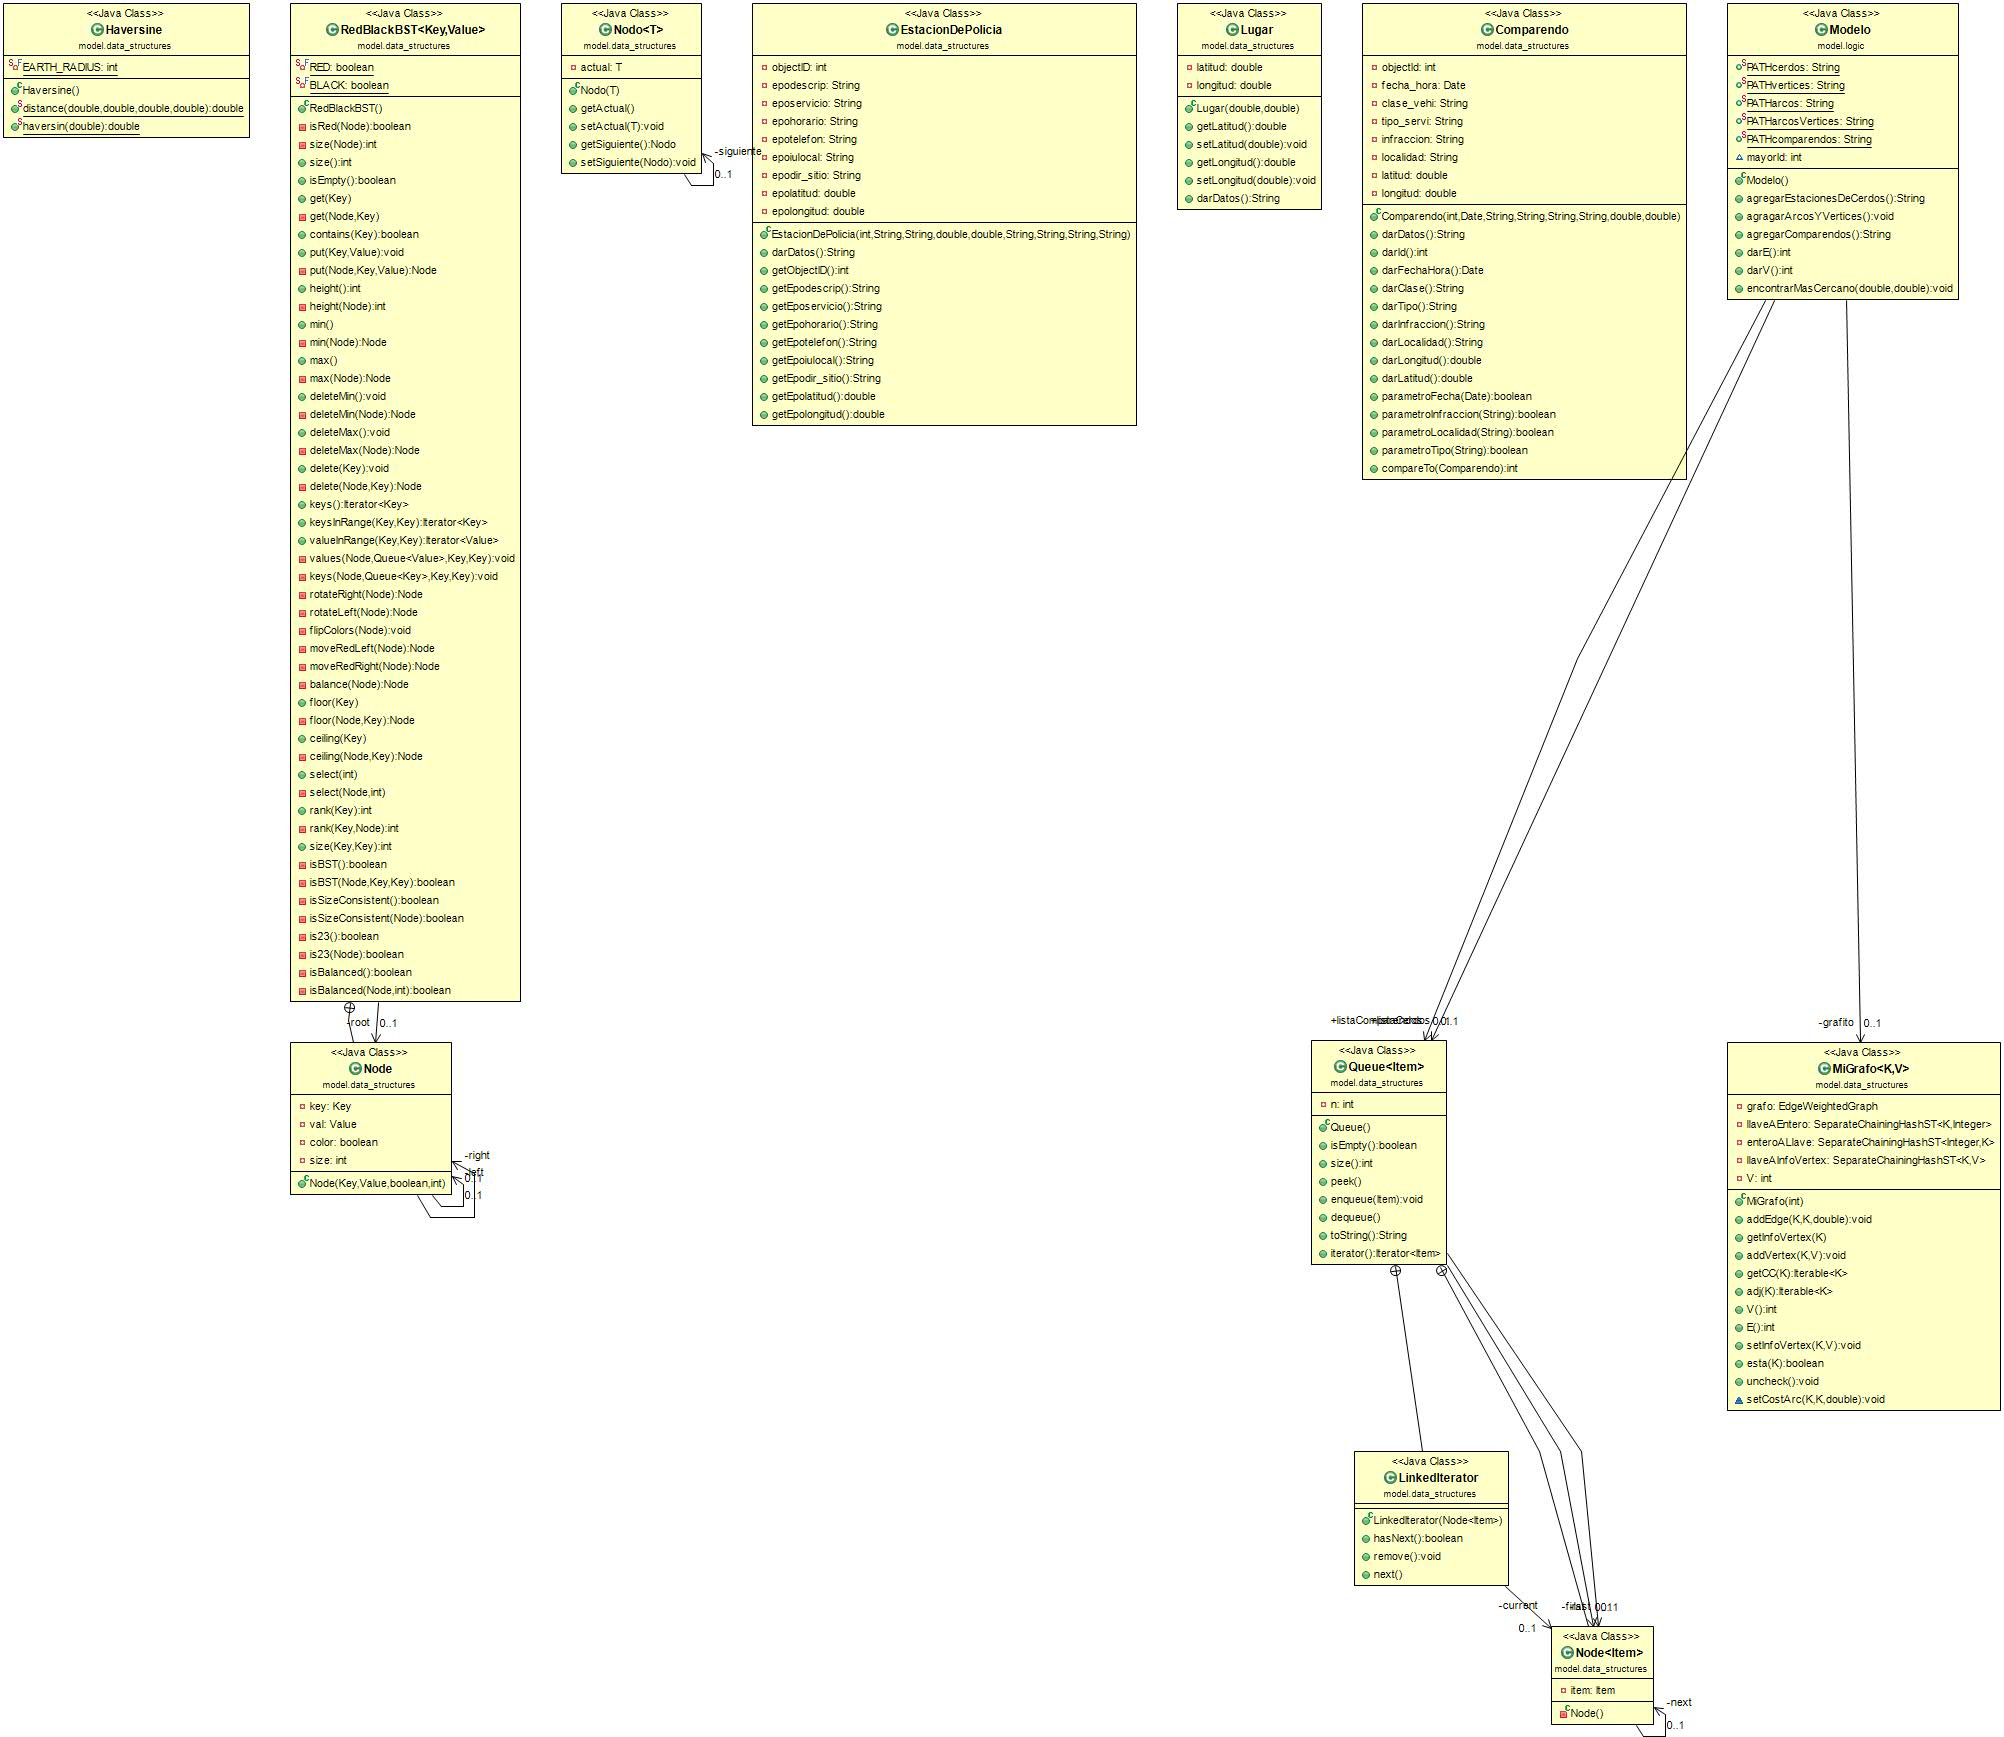 <<Java Class>>
Haversine
model.data_structures
EARTH_RADIUS: int
Haversine()
distance(double,double,double,double):double
haversin(double):double
<<Java Class>>
RedBlackBST<Key,Value>
model.data_structures
RED: boolean
BLACK: boolean
RedBlackBST()
isRed(Node):boolean
size(Node):int
size():int
isEmpty():boolean
get(Key)
get(Node,Key)
contains(Key):boolean
put(Key,Value):void
put(Node,Key,Value):Node
height():int
height(Node):int
min()
min(Node):Node
max()
max(Node):Node
deleteMin():void
deleteMin(Node):Node
deleteMax():void
deleteMax(Node):Node
delete(Key):void
delete(Node,Key):Node
keys():Iterator<Key>
keysInRange(Key,Key):Iterator<Key>
valueInRange(Key,Key):Iterator<Value>
values(Node,Queue<Value>,Key,Key):void
keys(Node,Queue<Key>,Key,Key):void
rotateRight(Node):Node
rotateLeft(Node):Node
flipColors(Node):void
moveRedLeft(Node):Node
moveRedRight(Node):Node
balance(Node):Node
floor(Key)
floor(Node,Key):Node
ceiling(Key)
ceiling(Node,Key):Node
select(int)
select(Node,int)
rank(Key):int
rank(Key,Node):int
size(Key,Key):int
isBST():boolean
isBST(Node,Key,Key):boolean
isSizeConsistent():boolean
isSizeConsistent(Node):boolean
is23():boolean
is23(Node):boolean
isBalanced():boolean
isBalanced(Node,int):boolean
-root 0..1
<<Java Class>>
Node
model.data_structures
key: Key
val: Value
color: boolean
size: int
Node(Key,Value,boolean,int)
-right
-left
0..1
0..1
<<Java Class>>
Nodo<T>
model.data_structures
actual: T
Nodo(T)
getActual()
setActual(T):void
getSiguiente():Nodo
setSiguiente(Nodo):void
-siguiente
0..1
<<Java Class>>
EstacionDePolicia
model.data_structures
objectID: int
epodescrip: String
eposervicio: String
epohorario: String
epotelefon: String
epoiulocal: String
epodir_sitio: String
epolatitud: double
epolongitud: double
EstacionDePolicia(int,String,String,double,double,String,String,String,String)
darDatos():String
getObjectID():int
getEpodescrip():String
getEposervicio():String
getEpohorario():String
getEpotelefon():String
getEpoiulocal():String
getEpodir_sitio():String
getEpolatitud():double
getEpolongitud():double
<<Java Class>>
Lugar
model.data_structures
latitud: double
longitud: double
Lugar(double,double)
getLatitud():double
setLatitud(double):void
getLongitud():double
setLongitud(double):void
darDatos():String
<<Java Class>>
Comparendo
model.data_structures
objectId: int
fecha_hora: Date
clase_vehi: String
tipo_servi: String
infraccion: String
localidad: String
latitud: double
longitud: double
Comparendo(int,Date,String,String,String,String,double,double)
darDatos():String
darId():int
darFechaHora():Date
darClase():String
darTipo():String
darInfraccion():String
darLocalidad():String
darLongitud():double
darLatitud():double
parametroFecha(Date):boolean
parametroInfraccion(String):boolean
parametroLocalidad(String):boolean
parametroTipo(String):boolean
compareTo(Comparendo):int
<<Java Class>>
Modelo
model.logic
PATHcerdos: String
PATHvertices: String
PATHarcos: String
PATHarcosVertices: String
PATHcomparendos: String
mayorId: int
Modelo()
agregarEstacionesDeCerdos():String
agragarArcosYVertices():void
agregarComparendos():String
darE():int
darV():int
encontrarMasCercano(double,double):void
<<Java Class>>
Queue<Item>
model.data_structures
n: int
Queue()
isEmpty():boolean
size():int
peek()
enqueue(Item):void
dequeue()
toString():String
iterator():Iterator<Item>
-grafito 0..1
<<Java Class>>
MiGrafo<K,V>
model.data_structures
grafo: EdgeWeightedGraph
llaveAEntero: SeparateChainingHashST<K,Integer>
enteroALlave: SeparateChainingHashST<Integer,K>
llaveAInfoVertex: SeparateChainingHashST<K,V>
V: int
MiGrafo(int)
addEdge(K,K,double):void
getInfoVertex(K)
addVertex(K,V):void
getCC(K):Iterable<K>
adj(K):Iterable<K>
V():int
E():int
setInfoVertex(K,V):void
esta(K):boolean
uncheck():void
setCostArc(K,K,double):void
<<Java Class>>
LinkedIterator
model.data_structures
LinkedIterator(Node<Item>)
hasNext():boolean
remove():void
next()
-current
0..1
<<Java Class>>
Node<Item>
model.data_structures
item: Item
Node()
-next
0..1